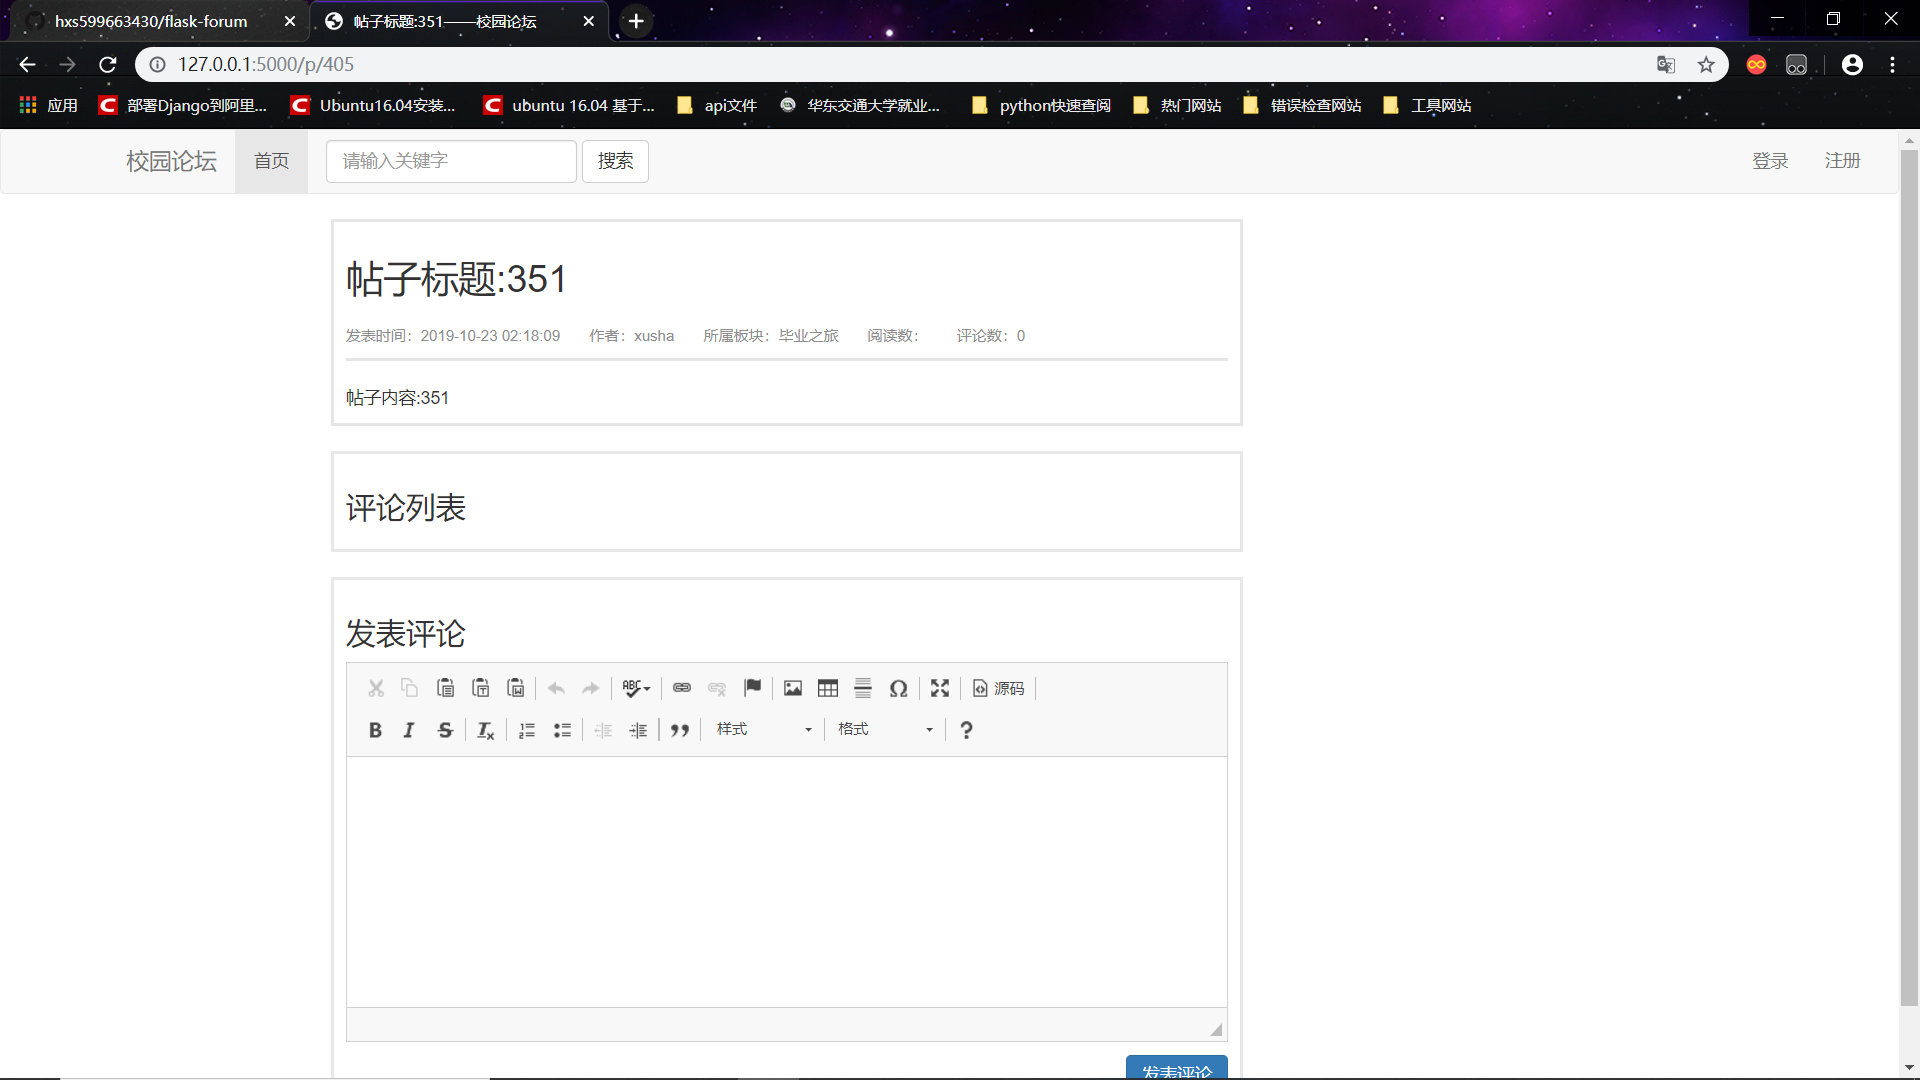 hxs599663430/flask-forum
帖子标题:351——校园论坛
127.0.0.1:5000/p/405
应用 部署Django到阿里... Ubuntu16.04安装... ubuntu 16.04 基于... api文件 华东交通大学就业... python快速查阅 热门网站 错误检查网站 工具网站
校园论坛 首页 请输入关键字 搜索 登录 注册
帖子标题:351
发表时间：2019-10-23 02:18:09 作者：xusha 所属板块：毕业之旅 阅读数： 评论数：0
帖子内容:351
评论列表
发表评论
源码
样式 格式
发表评论